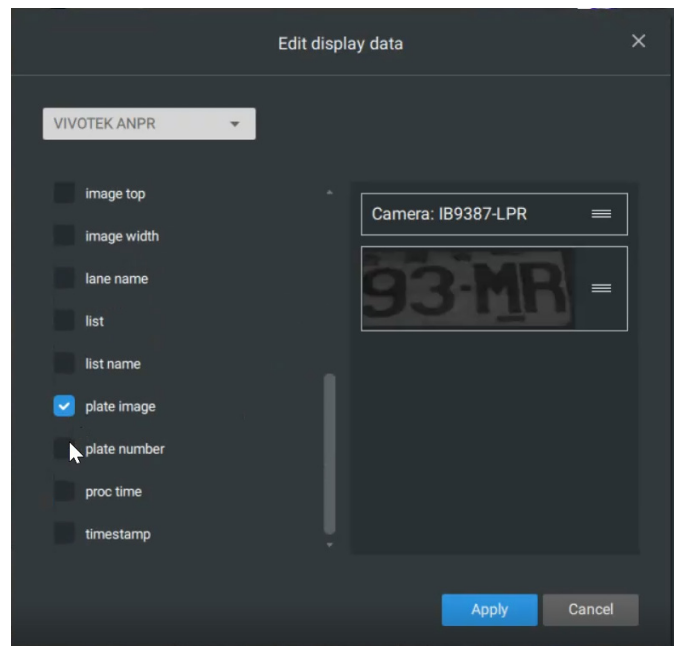 Edit display data
VIVOTEK ANPR
image top
image width
lane name
list
list name
plate image
plate number
proc time
timestamp
Camera: IB9387-LPR
93-MR
Apply
Cancel